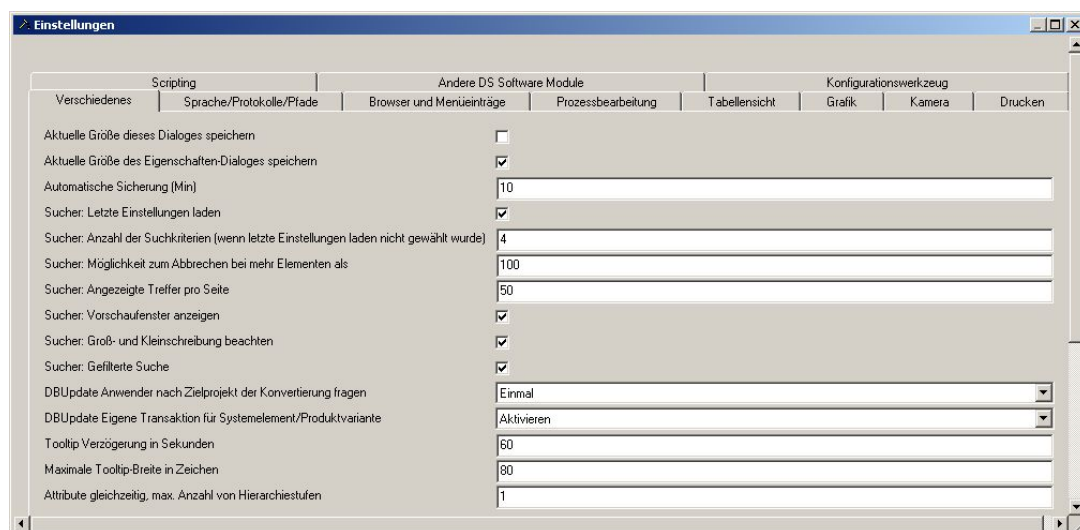 Einstellungen
Scripting Andere DS Software Module Konfigurationswerkzeug
Verschiedenes Sprache/Protokolle/Pfade Browser und Menüeinträge Prozessbearbeitung Tabellensicht Grafik Kamera Drucken
Aktuelle Größe dieses Dialoges speichern
Aktuelle Größe des Eigenschaften-Dialoges speichern
Automatische Sicherung (Min) 10
Sucher: Letzte Einstellungen laden
Sucher: Anzahl der Suchkriterien (wenn letzte Einstellungen laden nicht gewählt wurde) 4
Sucher: Möglichkeit zum Abbrechen bei mehr Elementen als 100
Sucher: Angezeigte Treffer pro Seite 50
Sucher: Vorschaufenster anzeigen
Sucher: Groß- und Kleinschreibung beachten
Sucher: Gefilterte Suche
DBUpdate Anwender nach Zielprojekt der Konvertierung fragen Einmal
DBUpdate Eigene Transaktion für Systemelement/Produktvariante Aktivieren
Tooltip Verzögerung in Sekunden 60
Maximale Tooltip-Breite in Zeichen 80
Attribute gleichzeitig, max. Anzahl von Hierarchiestufen 1